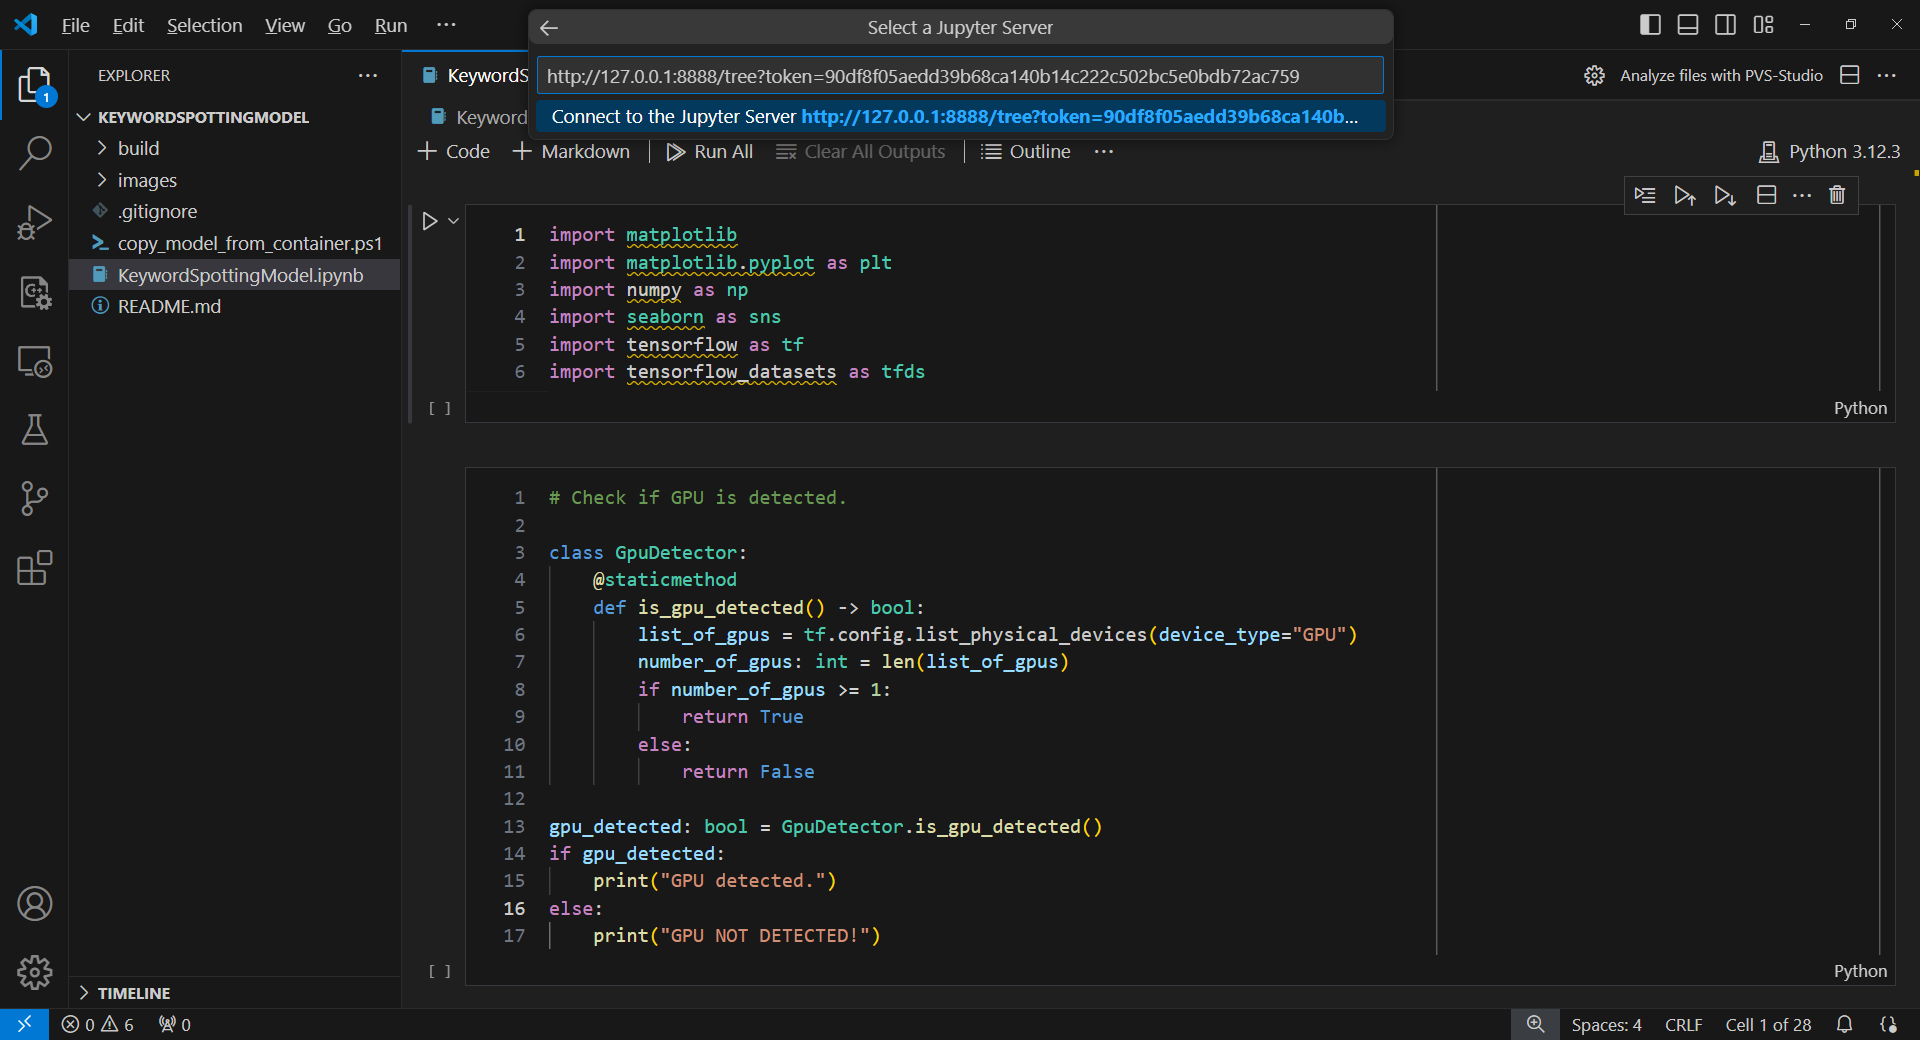 File Edit Selection View Go Run ···
Select a Jupyter Server
http://127.0.0.1:8888/tree?token=90df8f05aedd39b68ca140b14c222c502bc5e0bdb72ac759
Connect to the Jupyter Server http://127.0.0.1:8888/tree?token=90df8f05aedd39b68ca140b...
EXPLORER ···
1
KEYWORDSPOTTINGMODEL
build
images
.gitignore
copy_model_from_container.ps1
KeywordSpottingModel.ipynb
README.md
TIMELINE
KeywordS
Analyze files with PVS-Studio ···
Keyword
+ Code + Markdown Run All Clear All Outputs Outline ···
Python 3.12.3
···
1 import matplotlib
2 import matplotlib.pyplot as plt
3 import numpy as np
4 import seaborn as sns
5 import tensorflow as tf
6 import tensorflow_datasets as tfds
[ ]
Python
1 # Check if GPU is detected.
2
3 class GpuDetector:
4 @staticmethod
5 def is_gpu_detected() -> bool:
6 list_of_gpus = tf.config.list_physical_devices(device_type="GPU")
7 number_of_gpus: int = len(list_of_gpus)
8 if number_of_gpus >= 1:
9 return True
10 else:
11 return False
12
13 gpu_detected: bool = GpuDetector.is_gpu_detected()
14 if gpu_detected:
15 print("GPU detected.")
16 else:
17 print("GPU NOT DETECTED!")
[ ]
Python
0 6 0
Spaces: 4 CRLF Cell 1 of 28